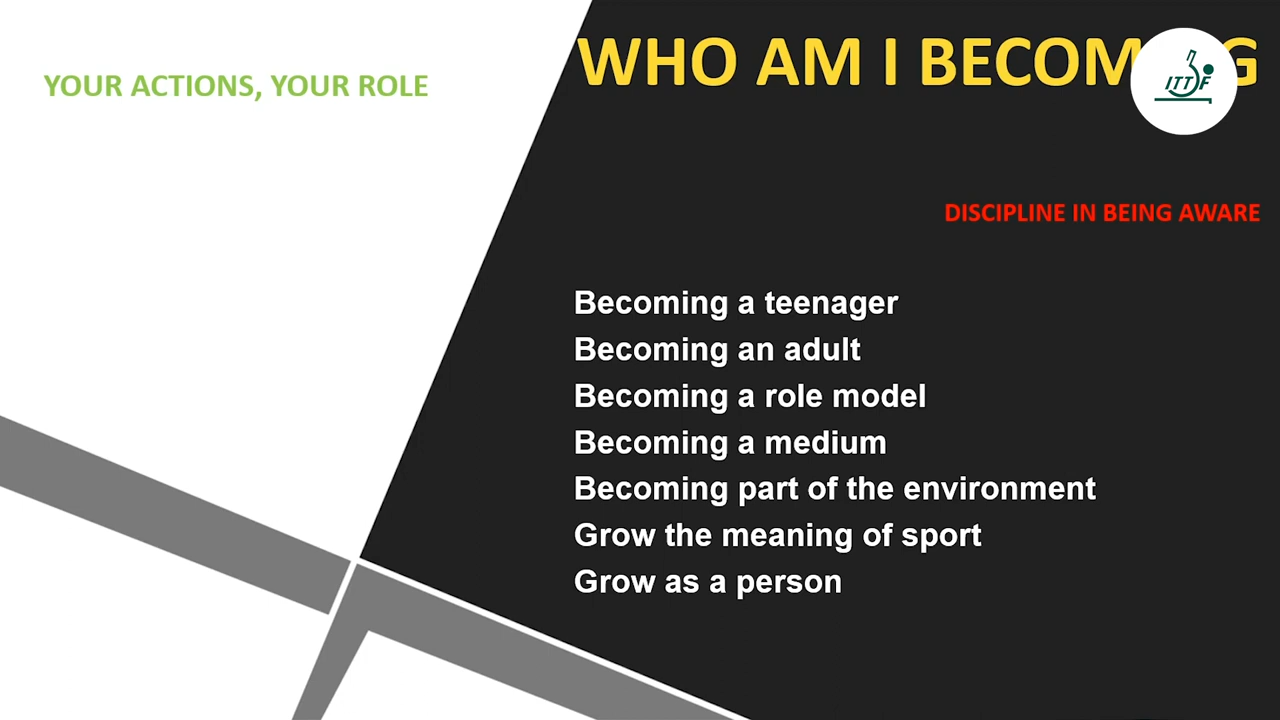 YOUR ACTIONS, YOUR ROLE
WHO AM I BECOM G
ITTF
DISCIPLINE IN BEING AWARE
Becoming a teenager
Becoming an adult
Becoming a role model
Becoming a medium
Becoming part of the environment
Grow the meaning of sport
Grow as a person